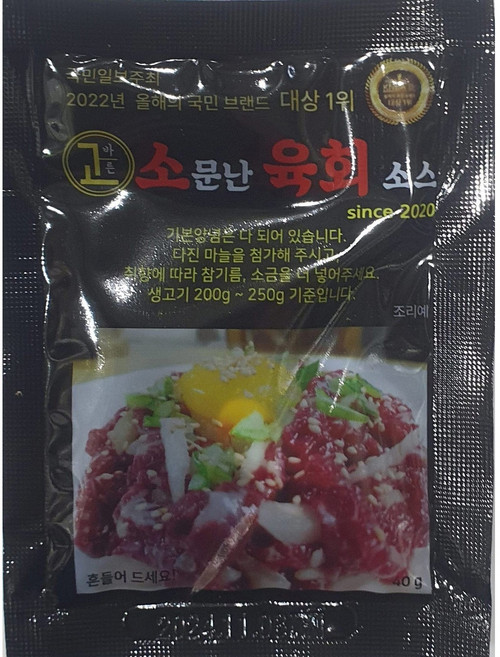 국민일보주최
2022년 올해의 국민 브랜드 대상 1위
고 바른 소문난 육회 소스
since 2020
기본양념은 다 되어 있습니다.
타진 마늘을 첨가해 주시고
취향에 따라 참기름, 소금을 더 넣어주세요.
생고기 200g ~ 250g 기준입니다.
조리예
흔들어 드세요!
40 g